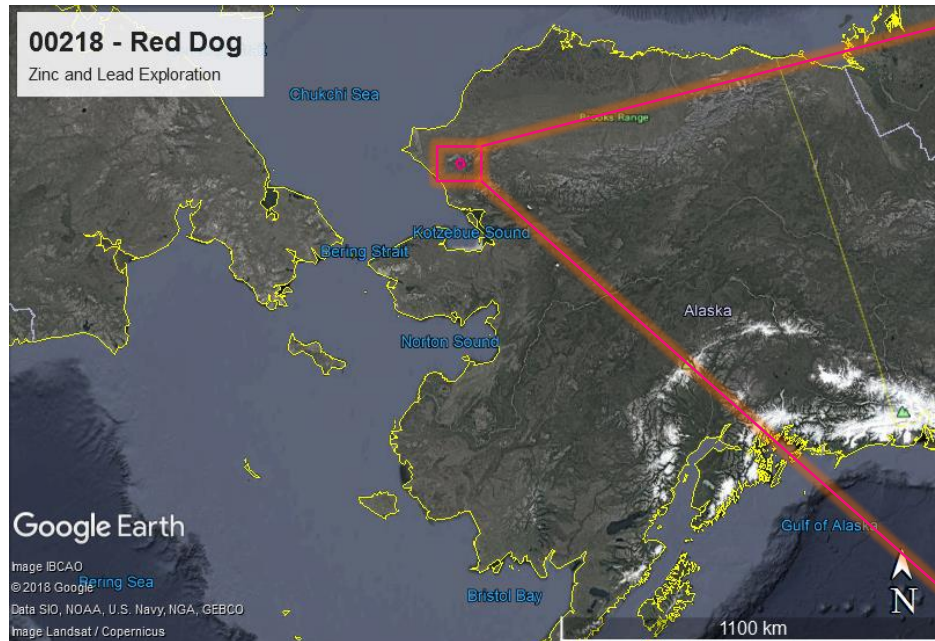 00218 - Red Dog
Zinc and Lead Exploration
Chukchi Sea
Brooks Range
Kotzebue Sound
Bering Strait
Alaska
Norton Sound
Google Earth
Gulf of Alaska
Image IBCAO
Bering Sea
© 2018 Google
Bristol Bay
N
Data SIO, NOAA, U.S. Navy, NGA, GEBCO
Image Landsat / Copernicus
1100 km